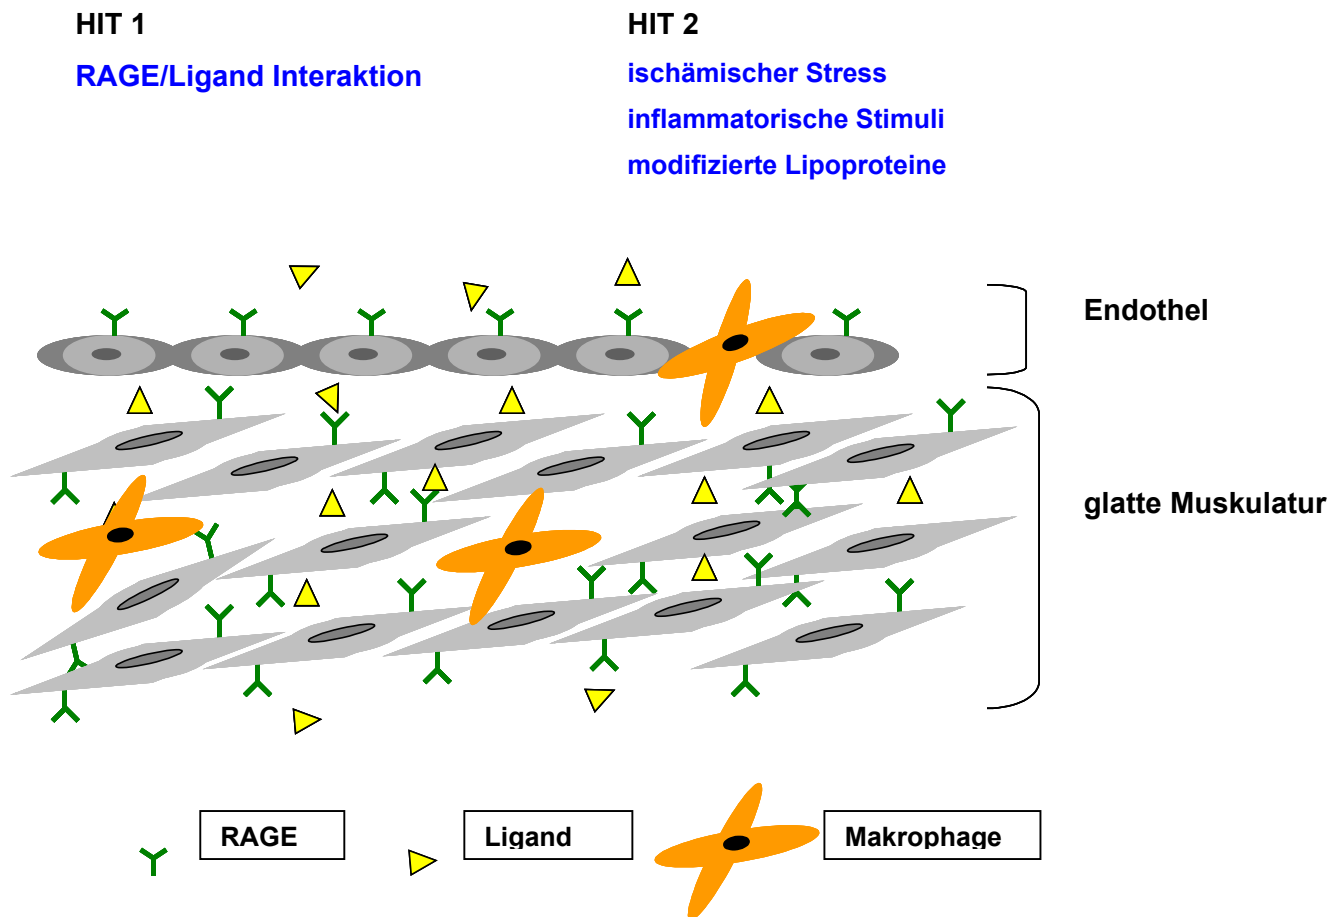 HIT 1
RAGE/Ligand Interaktion
HIT 2
ischämischer Stress
inflammatorische Stimuli
modifizierte Lipoproteine
Endothel
glatte Muskulatur
RAGE
Ligand
Makrophage